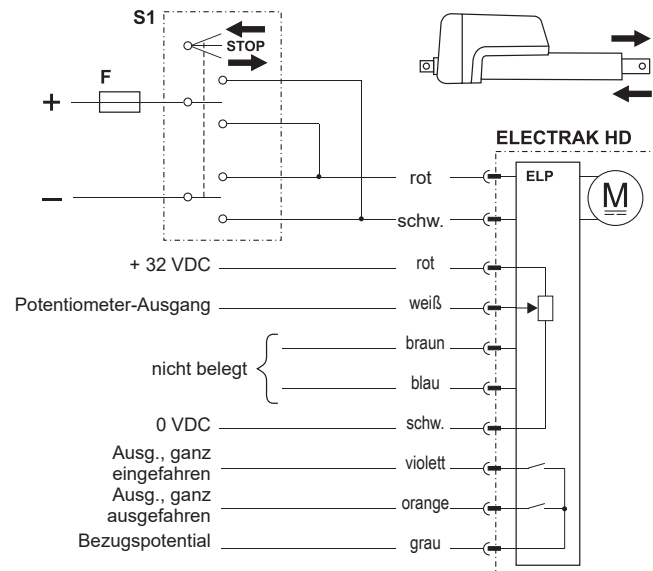 S1
STOP
F
+
—
ELECTRAK HD
ELP
M
rot
schw.
+ 32 VDC rot
Potentiometer-Ausgang weiß
nicht belegt
braun
blau
0 VDC schw.
Ausg., ganz
eingefahren
violett
Ausg., ganz
ausgefahren
orange
Bezugspotential grau